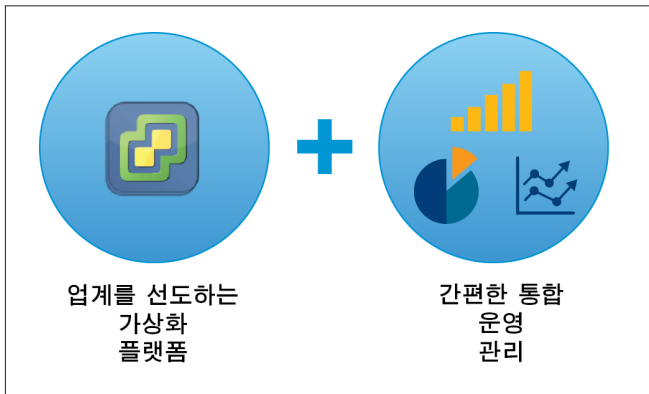 업계를 선도하는
가상화
플랫폼
간편한 통합
운영
관리